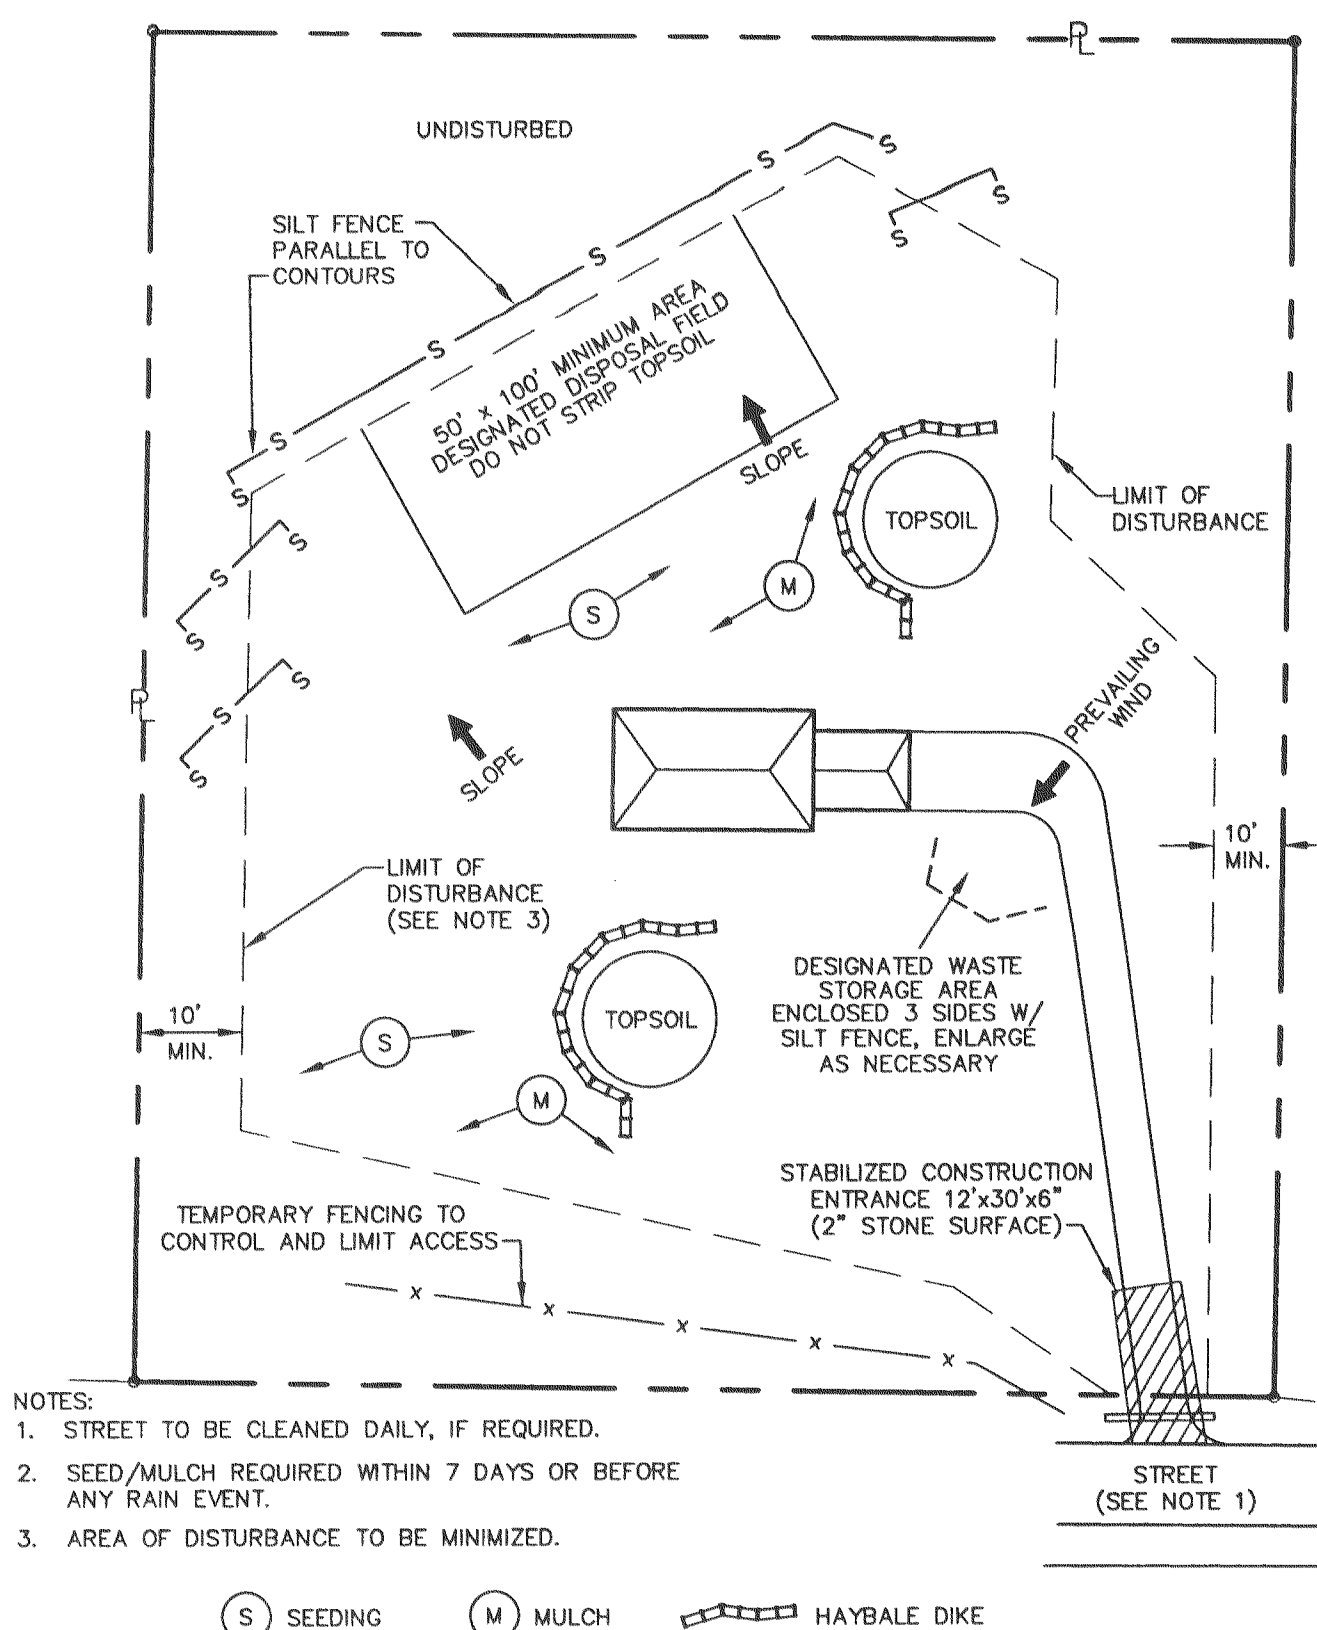 PL
UNDISTURBED
S
S
S
S
SILT FENCE
PARALLEL TO
CONTOURS
S
S
S
S
S
50' x 100' MINIMUM AREA
DESIGNATED DISPOSAL FIELD
DO NOT STRIP TOPSOIL
SLOPE
TOPSOIL
LIMIT OF
DISTURBANCE
S
S
S
S
M
S
S
S
PL
PREVAILING
WIND
SLOPE
10'
MIN.
LIMIT OF
DISTURBANCE
(SEE NOTE 3)
DESIGNATED WASTE
STORAGE AREA
ENCLOSED 3 SIDES W/
SILT FENCE, ENLARGE
AS NECESSARY
10'
MIN.
TOPSOIL
S
M
STABILIZED CONSTRUCTION
ENTRANCE 12'x30'x6"
(2" STONE SURFACE)
TEMPORARY FENCING TO
CONTROL AND LIMIT ACCESS
x
x
x
x
x
NOTES:
1. STREET TO BE CLEANED DAILY, IF REQUIRED.
2. SEED/MULCH REQUIRED WITHIN 7 DAYS OR BEFORE
ANY RAIN EVENT.
3. AREA OF DISTURBANCE TO BE MINIMIZED.
STREET
(SEE NOTE 1)
S SEEDING
M MULCH
HAYBALE DIKE